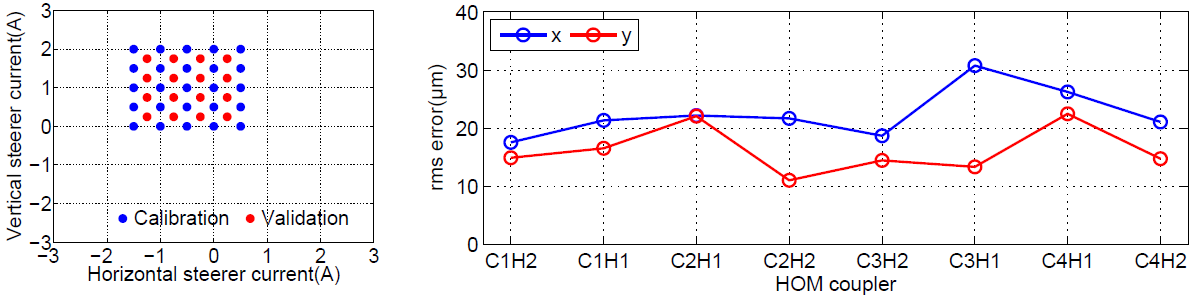 Vertical steerer current(A)
3
2
1
0
−1
−2
−3
Calibration Validation
−3 −2 −1 0 1 2 3
Horizontal steerer current(A)
rms error(μm)
40
30
20
10
0
x y
C1H2 C1H1 C2H1 C2H2 C3H2 C3H1 C4H1 C4H2
HOM coupler